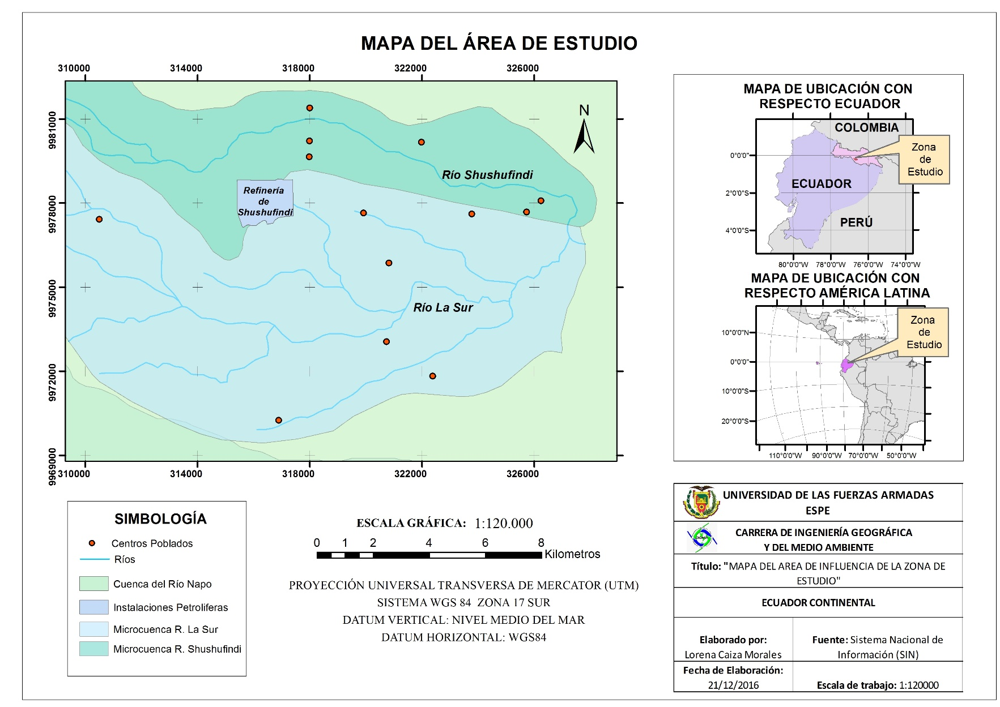 MAPA DEL ÁREA DE ESTUDIO
310000 314000 318000 322000 326000
9981000
9978000
9975000
9972000
9969000
N
Río Shushufindi
Refinería
de
Shushufindi
Río La Sur
310000 314000 318000 322000 326000
MAPA DE UBICACIÓN CON
RESPECTO ECUADOR
COLOMBIA
Zona
de
Estudio
ECUADOR
PERÚ
0°0'0"
2°0'0"S
4°0'0"S
80°0'0"W 78°0'0"W 76°0'0"W 74°0'0"W
MAPA DE UBICACIÓN CON
RESPECTO AMÉRICA LATINA
Zona
de
Estudio
10°0'0"N
0°0'0"
10°0'0"S
20°0'0"S
110°0'0"W 90°0'0"W 70°0'0"W 50°0'0"W
SIMBOLOGÍA
Centros Poblados
Ríos
Cuenca del Río Napo
Instalaciones Petroliferas
Microcuenca R. La Sur
Microcuenca R. Shushufindi
ESCALA GRÁFICA: 1:120.000
0 1 2 4 6 8
Kilometros
PROYECCIÓN UNIVERSAL TRANSVERSA DE MERCATOR (UTM)
SISTEMA WGS 84 ZONA 17 SUR
DATUM VERTICAL: NIVEL MEDIO DEL MAR
DATUM HORIZONTAL: WGS84
UNIVERSIDAD DE LAS FUERZAS ARMADAS
ESPE
CARRERA DE INGENIERÍA GEOGRÁFICA
Y DEL MEDIO AMBIENTE
Título: "MAPA DEL AREA DE INFLUENCIA DE LA ZONA DE
ESTUDIO"
ECUADOR CONTINENTAL
Elaborado por:
Lorena Caiza Morales
Fuente: Sistema Nacional de
Información (SIN)
Fecha de Elaboración:
21/12/2016
Escala de trabajo: 1:120000